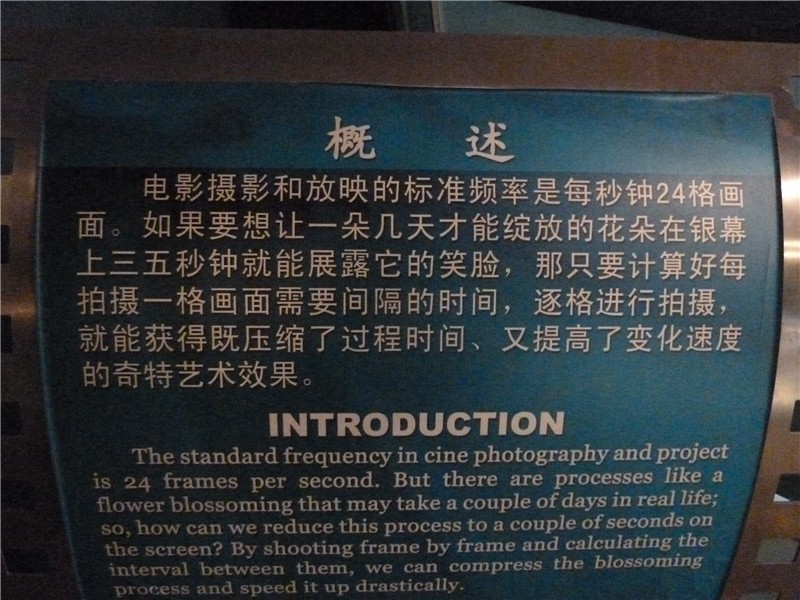 概 述
电影摄影和放映的标准频率是每秒钟24格画
面。如果要想让一朵几天才能绽放的花朵在银幕
上三五秒钟就能展露它的笑脸，那只要计算好每
拍摄一格画面需要间隔的时间，逐格进行拍摄，
就能获得既压缩了过程时间、又提高了变化速度
的奇特艺术效果。
INTRODUCTION
The standard frequency in cine photography and project
is 24 frames per second. But there are processes like a
flower blossoming that may take a couple of days in real life;
so, how can we reduce this process to a couple of seconds on
the screen? By shooting frame by frame and calculating the
interval between them, we can compress the blossoming
process and speed it up drastically.